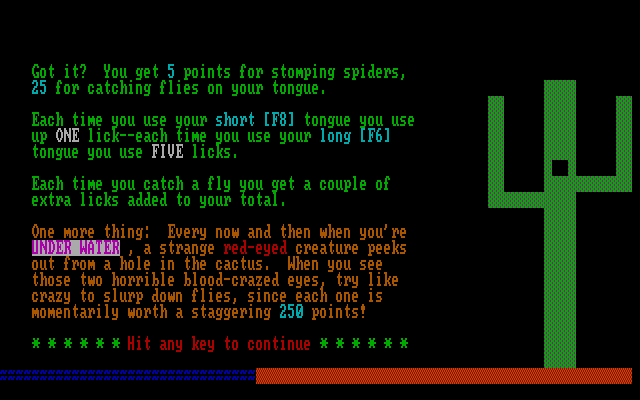 Got it?  You get 5 points for stomping spiders,
25 for catching flies on your tongue.
Each time you use your short [F8] tongue you use
up ONE lick--each time you use your long [F6]
tongue you use FIVE licks.
Each time you catch a fly you get a couple of
extra licks added to your total.
One more thing:  Every now and then when you're
UNDER WATER , a strange red-eyed creature peeks
out from a hole in the cactus.  When you see
those two horrible blood-crazed eyes, try like
crazy to slurp down flies, since each one is
momentarily worth a staggering 250 points!
* * * * * * Hit any key to continue * * * * * *